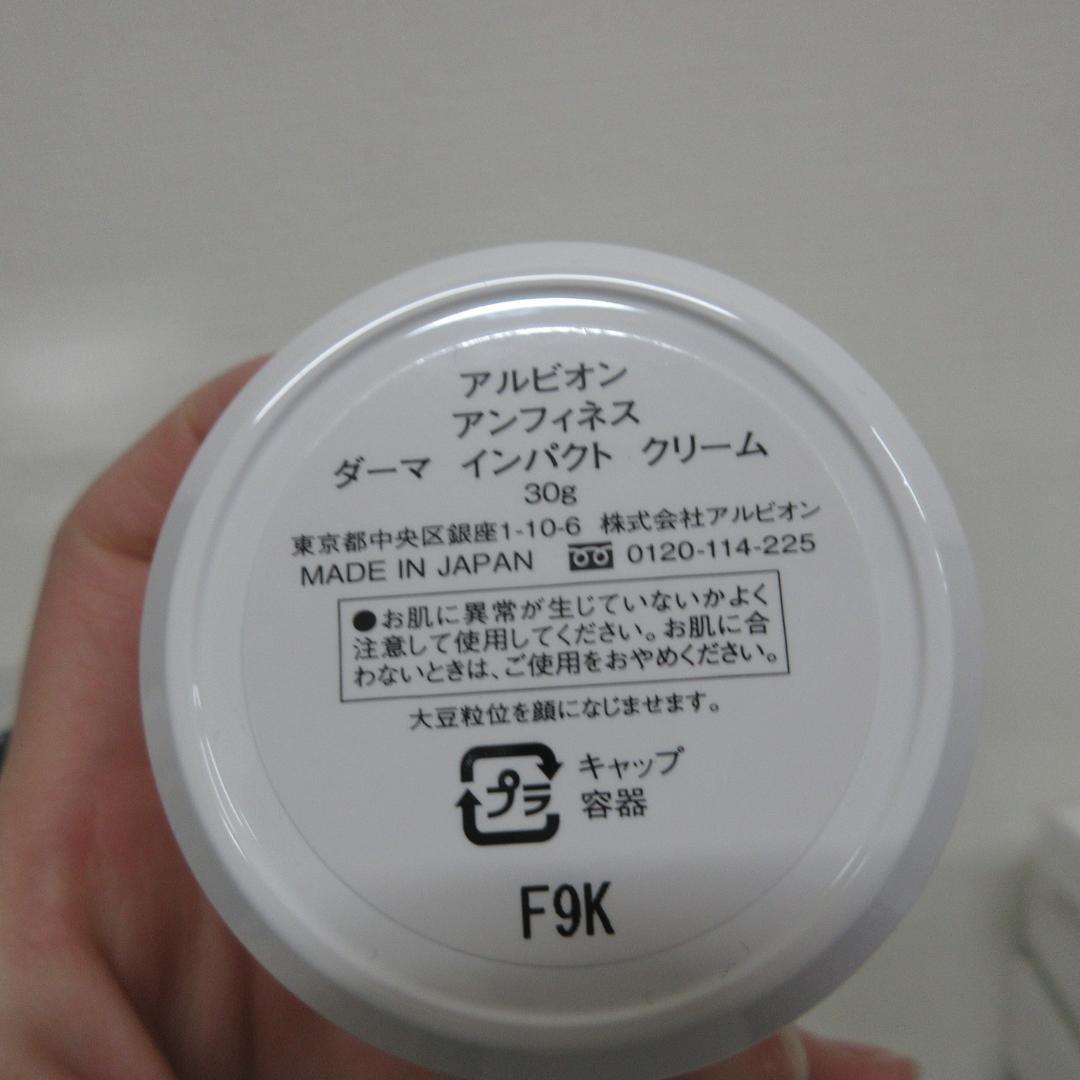 アルビオン
アンフィネス
ダーマ インパクト クリーム
30g
東京都中央区銀座1-10-6 株式会社アルビオン
MADE IN JAPAN 0120-114-225
●お肌に異常が生じていないかよく
注意して使用してください。お肌に合
わないときは、ご使用をおやめください。
大豆粒位を顔になじませます。
プラ キャップ
容器
F9K